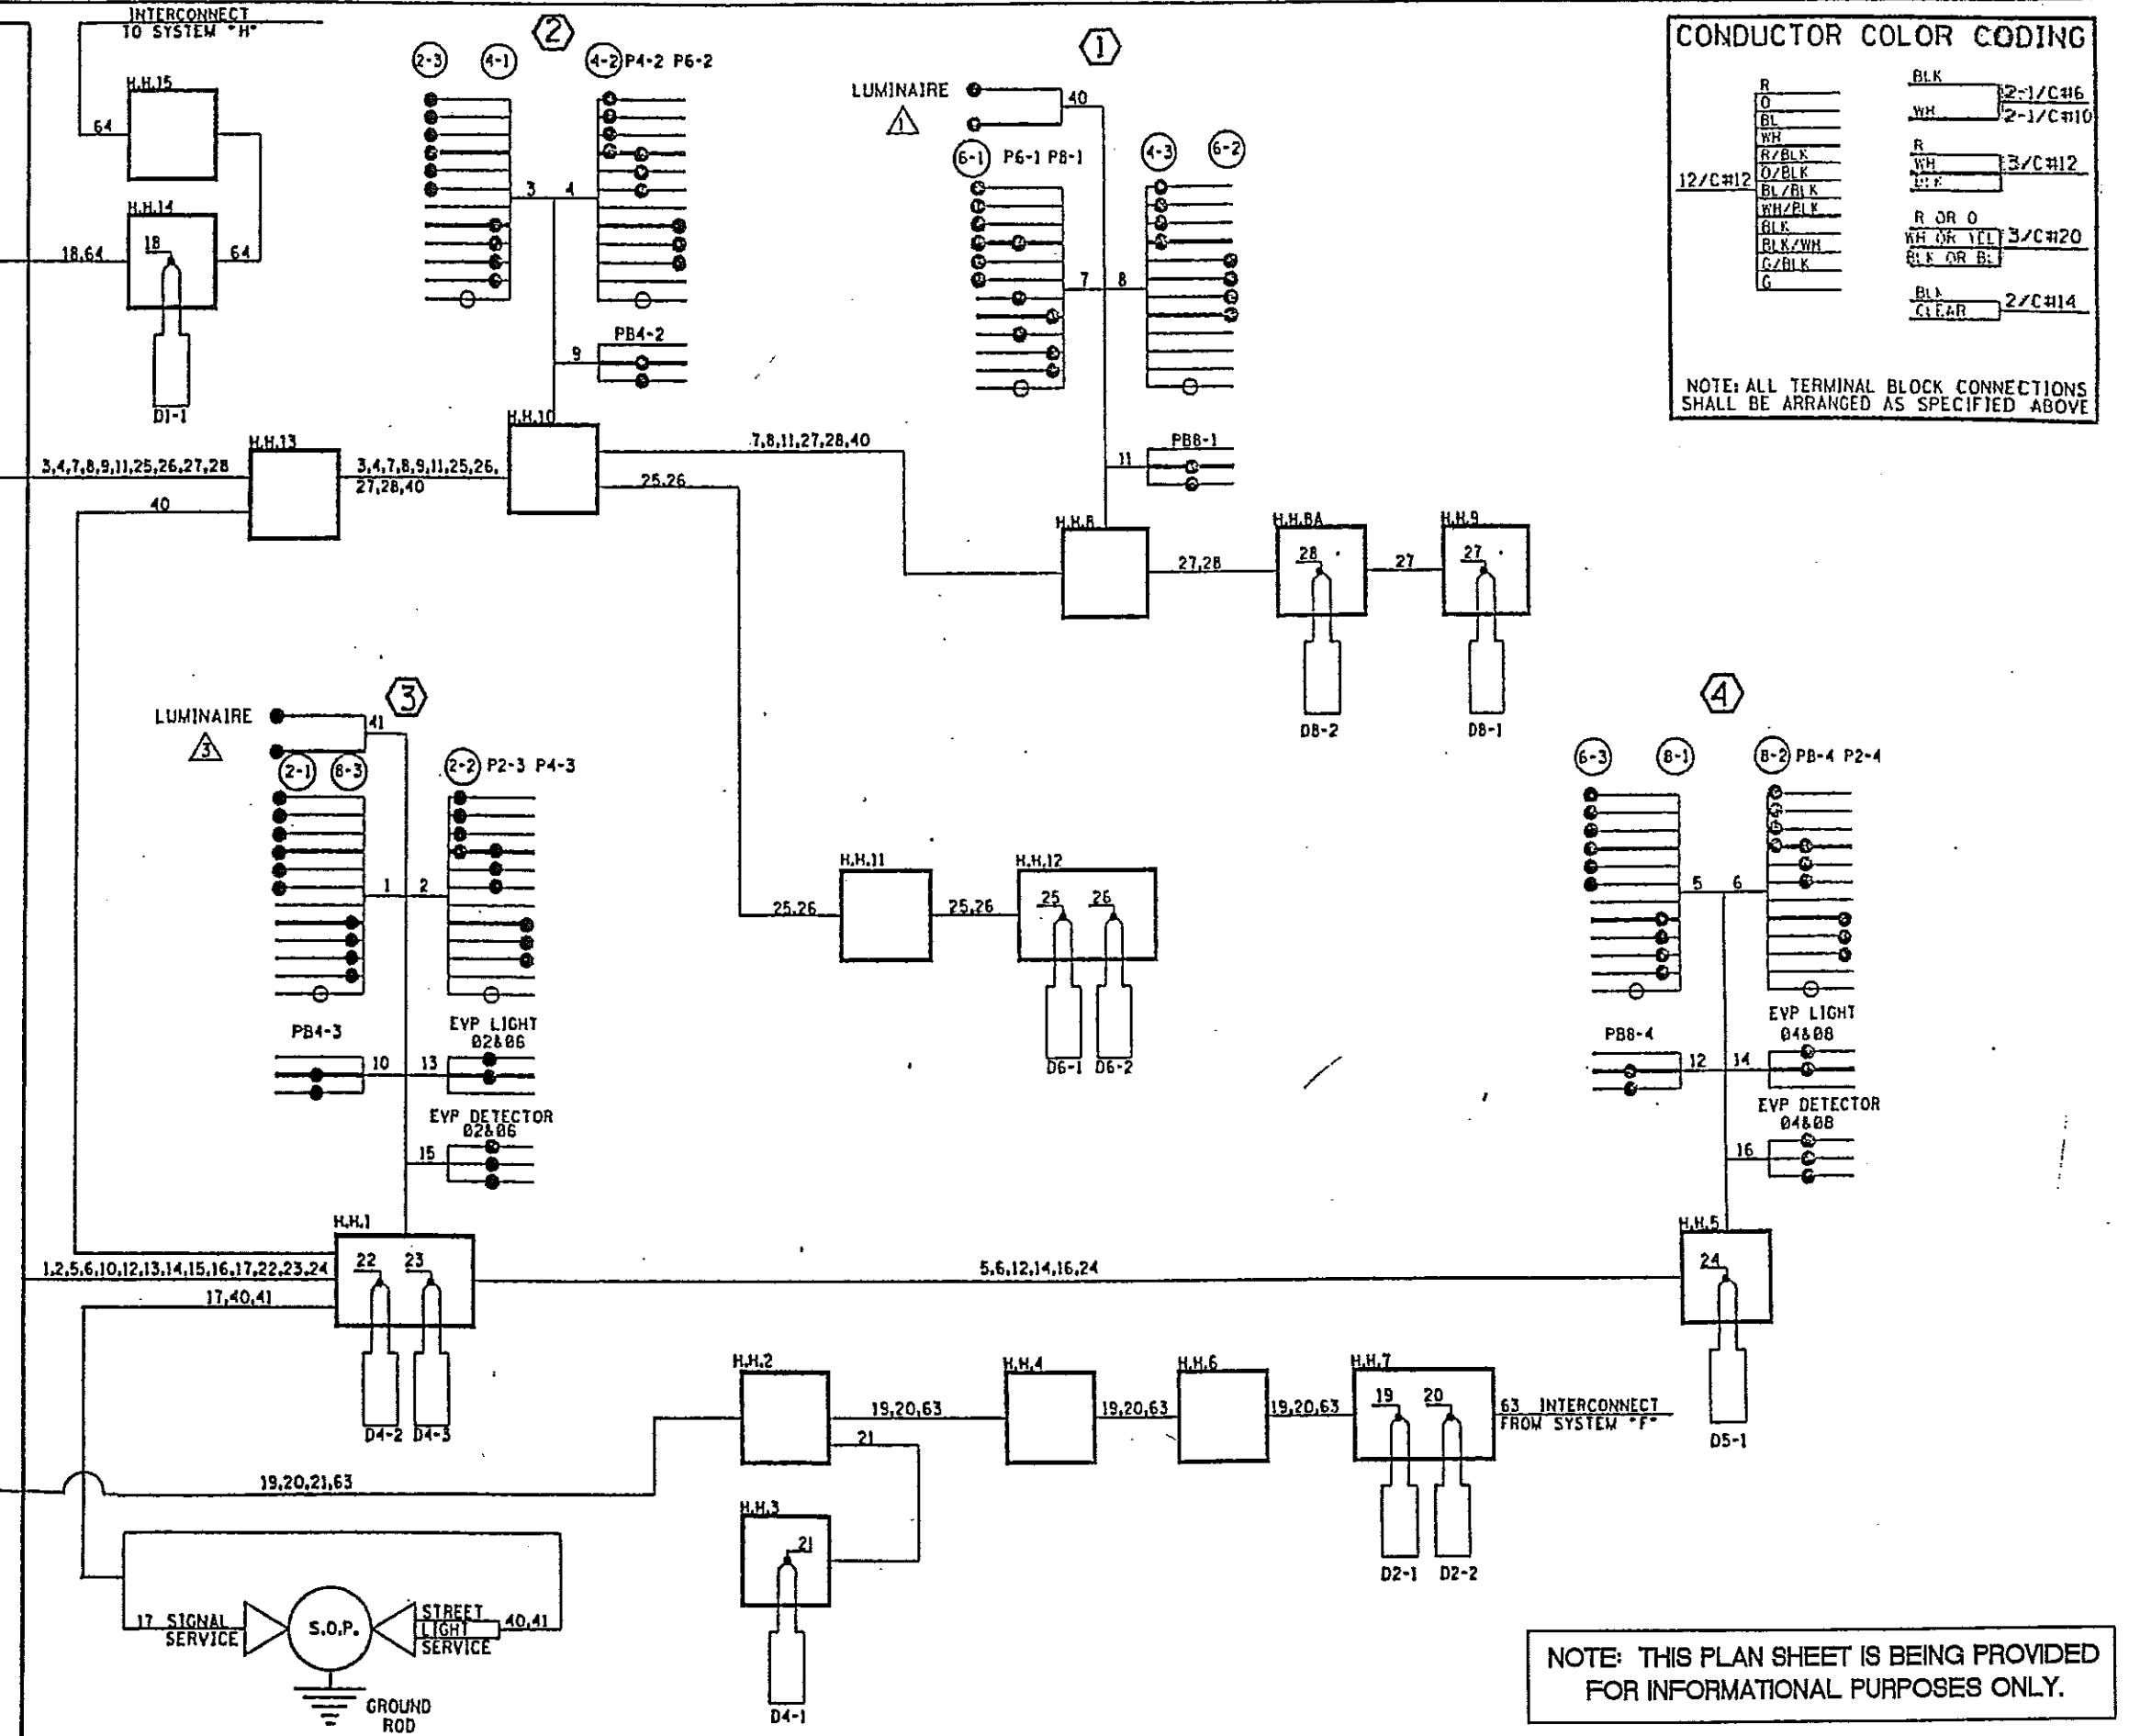 INTERCONNECT
TO SYSTEM "H"
H.H.15
64
H.H.14
18
18,64
64
D1-1
2
2-3
4-1
4-2 P4-2 P6-2
3 4
PB4-2
9
1
LUMINAIRE
1
40
6-1 P6-1 P8-1
4-3
6-2
7 8
PB8-1
11
CONDUCTOR COLOR CODING
R
O
BL
WH
R/BLK
O/BLK
12/C#12
BL/BLK
WH/BLK
BLK
BLK/WH
G/BLK
G
BLK
2-1/C#6
WH
2-1/C#10
R
WH
BLK
3/C#12
R OR O
WH OR YEL
BLK OR BL
3/C#20
BLK
CLEAR
2/C#14
NOTE: ALL TERMINAL BLOCK CONNECTIONS
SHALL BE ARRANGED AS SPECIFIED ABOVE
H.H.13
3,4,7,8,9,11,25,26,27,28
40
3,4,7,8,9,11,25,26,
27,28,40
H.H.10
7,8,11,27,28,40
25,26
H.H.8
27,28
H.H.8A
28
27
H.H.9
27
D8-2
D8-1
3
LUMINAIRE
3
41
2-1
8-3
2-2 P2-3 P4-3
1 2
PB4-3
10
EVP LIGHT
02&06
13
EVP DETECTOR
02&06
15
H.H.11
25,26
25,26
H.H.12
25
26
D6-1
D6-2
4
6-3
8-1
8-2 P8-4 P2-4
5 6
PB8-4
12
EVP LIGHT
04&08
14
EVP DETECTOR
04&08
16
H.H.1
22
23
1,2,5,6,10,12,13,14,15,16,17,22,23,24
17,40,41
D4-2
D4-3
5,6,12,14,16,24
H.H.5
24
D5-1
H.H.2
19,20,63
21
H.H.4
19,20,63
H.H.6
19,20,63
H.H.7
19
20
63 INTERCONNECT
FROM SYSTEM "F"
D2-1
D2-2
19,20,21,63
H.H.3
21
D4-1
17 SIGNAL
SERVICE
S.O.P.
STREET
LIGHT
SERVICE
40,41
GROUND
ROD
NOTE: THIS PLAN SHEET IS BEING PROVIDED
FOR INFORMATIONAL PURPOSES ONLY.